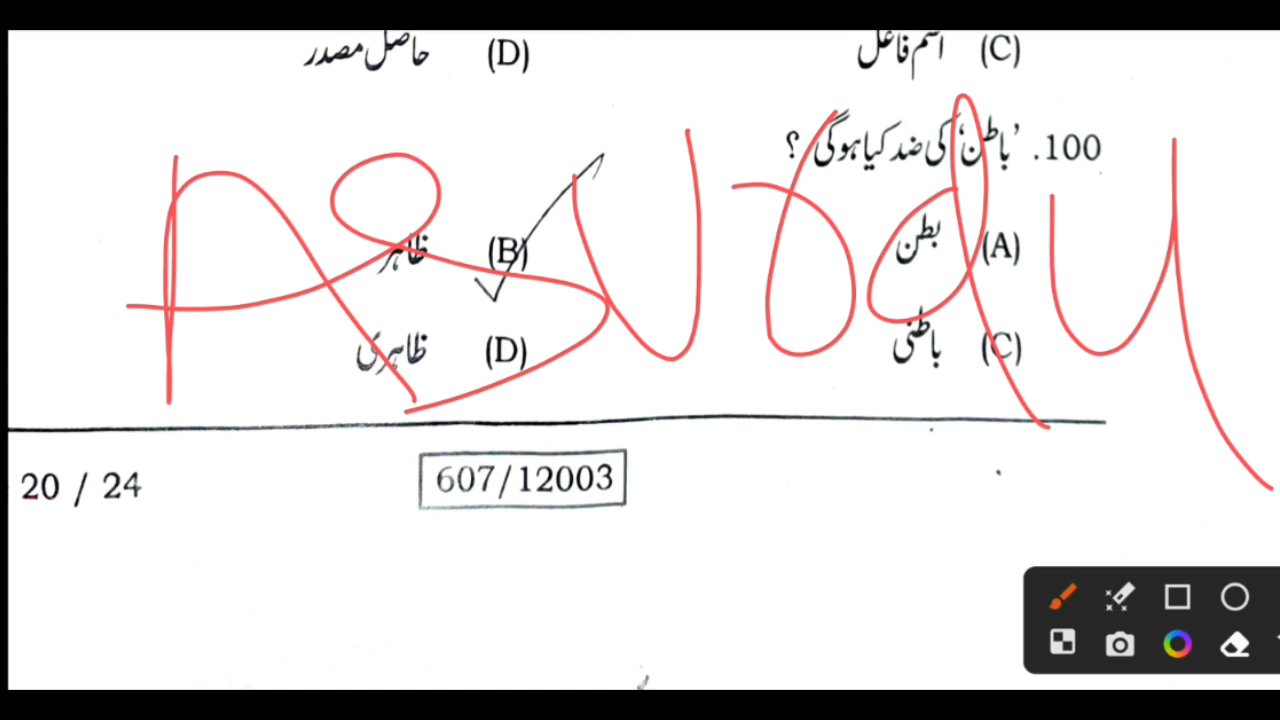 (C) اسم فاعل (D) حاصل مصدر
100. 'باطن' کی ضد کیا ہوگی ؟
(A) بطن (B) ظاہر
(C) باطنی (D) ظاہری
20 / 24 607/12003